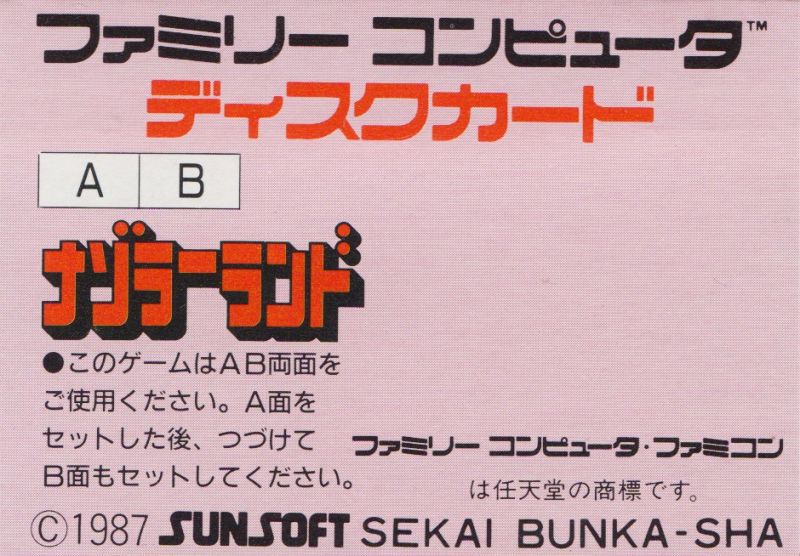 ファミリー コンピュータ™
ディスクカード
A B
ナゾラーランド
●このゲームはAB両面を
ご使用ください。A面を
セットした後、つづけて
B面もセットしてください。
ファミリー コンピュータ・ファミコン
は任天堂の商標です。
©1987 SUNSOFT SEKAI BUNKA-SHA